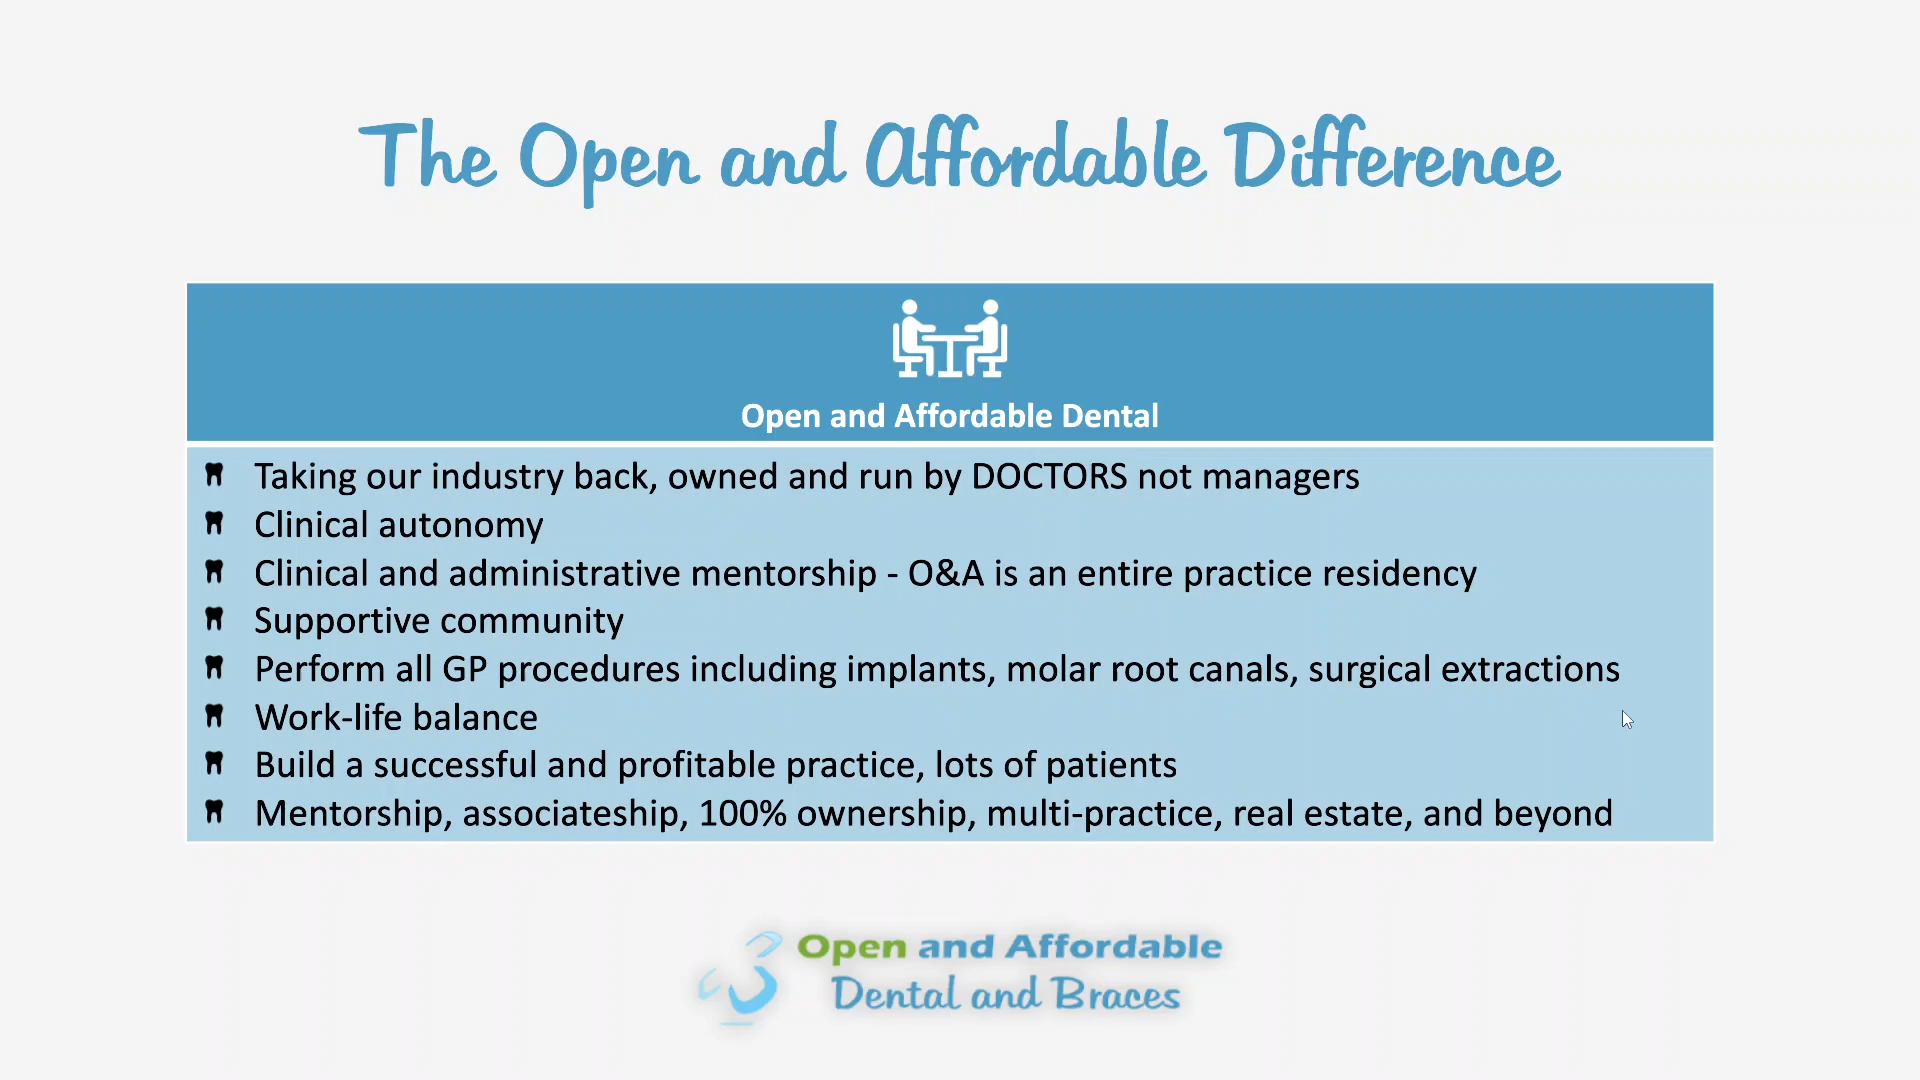 The Open and Affordable Difference
Open and Affordable Dental
Taking our industry back, owned and run by DOCTORS not managers
Clinical autonomy
Clinical and administrative mentorship - O&A is an entire practice residency
Supportive community
Perform all GP procedures including implants, molar root canals, surgical extractions
Work-life balance
Build a successful and profitable practice, lots of patients
Mentorship, associateship, 100% ownership, multi-practice, real estate, and beyond
Open and Affordable
Dental and Braces